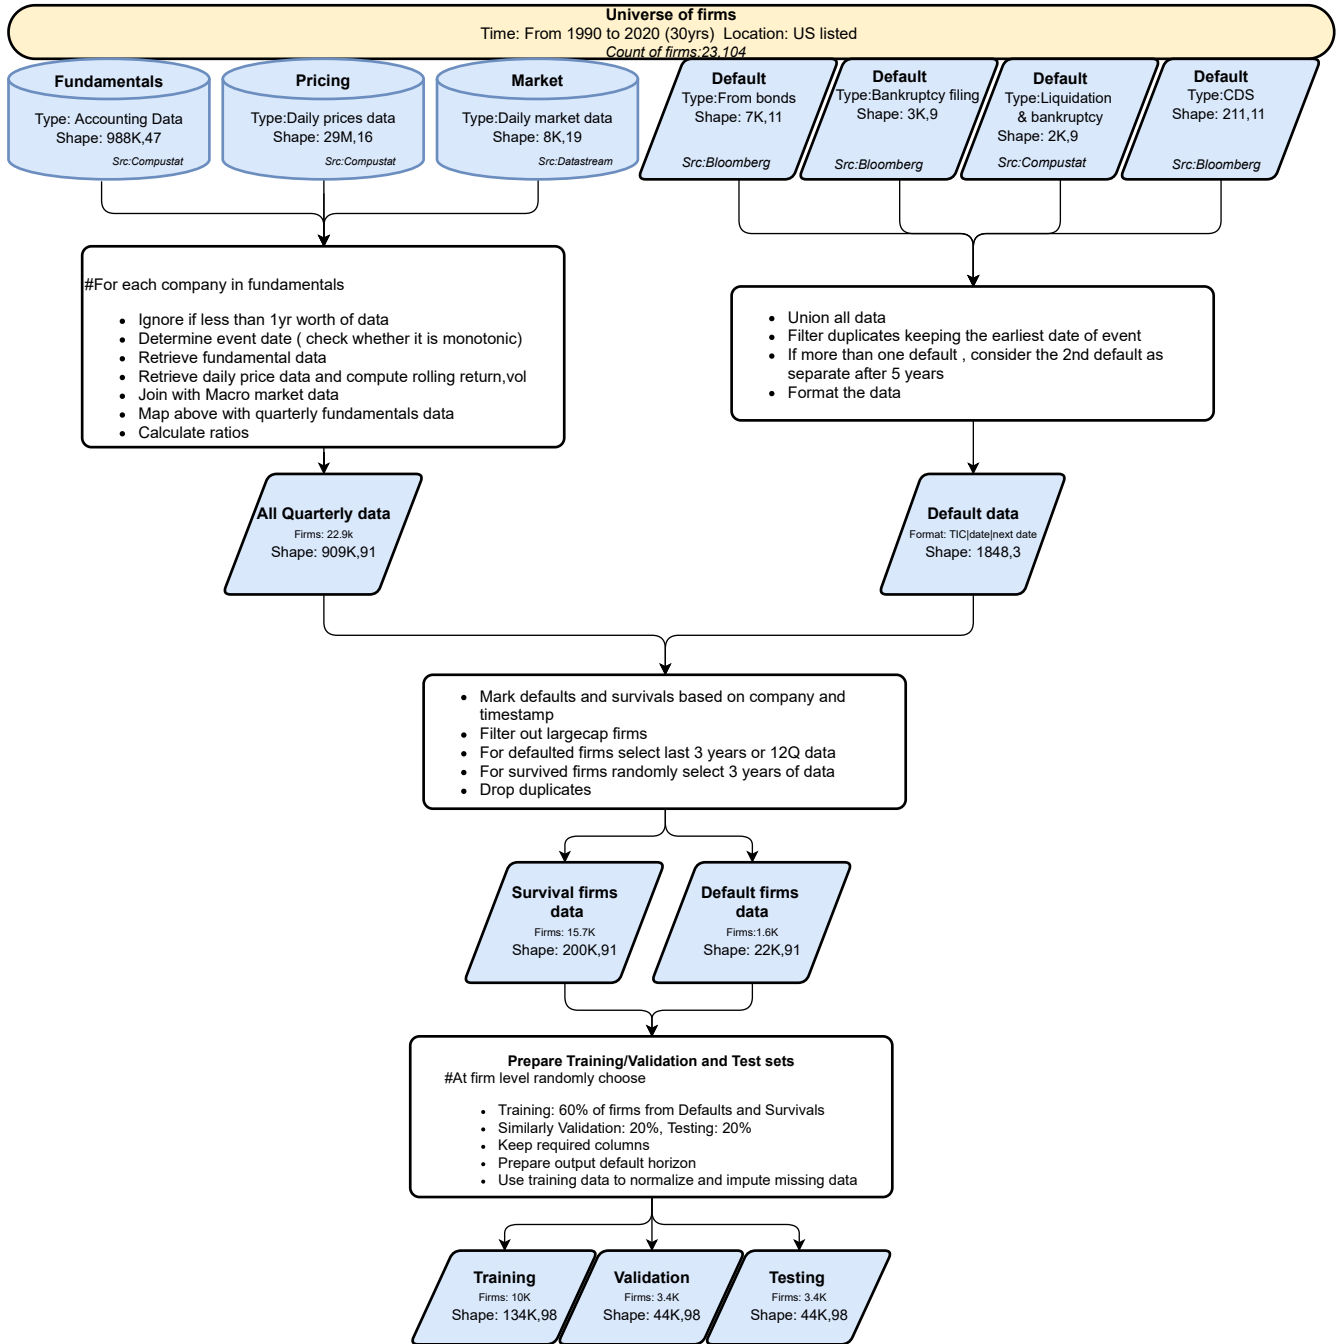 Universe of firms
Time: From 1990 to 2020 (30yrs)  Location: US listed
Count of firms:23,104
Fundamentals
Type: Accounting Data
Shape: 988K,47
Src:Compustat
Pricing
Type:Daily prices data
Shape: 29M,16
Src:Compustat
Market
Type:Daily market data
Shape: 8K,19
Src:Datastream
Default
Type:From bonds
Shape: 7K,11
Src:Bloomberg
Default
Type:Bankruptcy filing
Shape: 3K,9
Src:Bloomberg
Default
Type:Liquidation
& bankruptcy
Shape: 2K,9
Src:Compustat
Default
Type:CDS
Shape: 211,11
Src:Bloomberg
#For each company in fundamentals
• Ignore if less than 1yr worth of data
• Determine event date ( check whether it is monotonic)
• Retrieve fundamental data
• Retrieve daily price data and compute rolling return,vol
• Join with Macro market data
• Map above with quarterly fundamentals data
• Calculate ratios
• Union all data
• Filter duplicates keeping the earliest date of event
• If more than one default , consider the 2nd default as
separate after 5 years
• Format the data
All Quarterly data
Firms: 22.9k
Shape: 909K,91
Default data
Format: TIC|date|next date
Shape: 1848,3
• Mark defaults and survivals based on company and
timestamp
• Filter out largecap firms
• For defaulted firms select last 3 years or 12Q data
• For survived firms randomly select 3 years of data
• Drop duplicates
Survival firms
data
Firms: 15.7K
Shape: 200K,91
Default firms
data
Firms:1.6K
Shape: 22K,91
Prepare Training/Validation and Test sets
#At firm level randomly choose
• Training: 60% of firms from Defaults and Survivals
• Similarly Validation: 20%, Testing: 20%
• Keep required columns
• Prepare output default horizon
• Use training data to normalize and impute missing data
Training
Firms: 10K
Shape: 134K,98
Validation
Firms: 3.4K
Shape: 44K,98
Testing
Firms: 3.4K
Shape: 44K,98